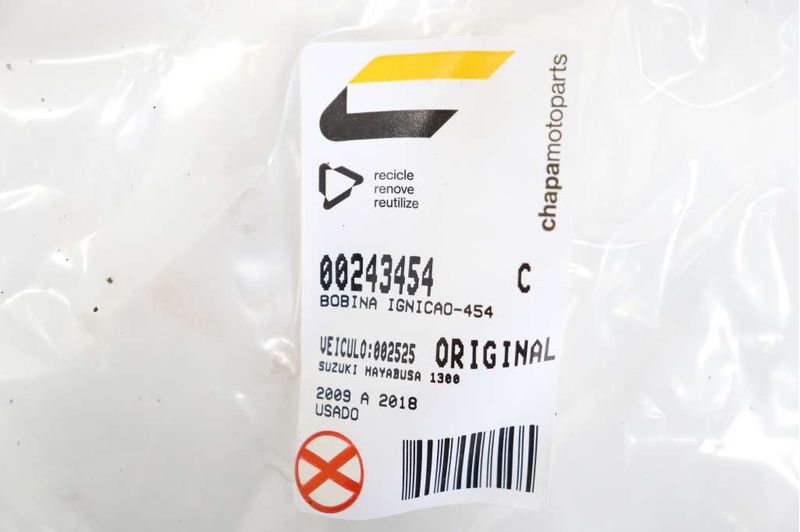 chapamotoparts
recicle
renove
reutilize
00243454 C
BOBINA IGNICAO-454
VEICULO:002525 ORIGINAL
SUZUKI HAYABUSA 1300
2009 A 2018
USADO